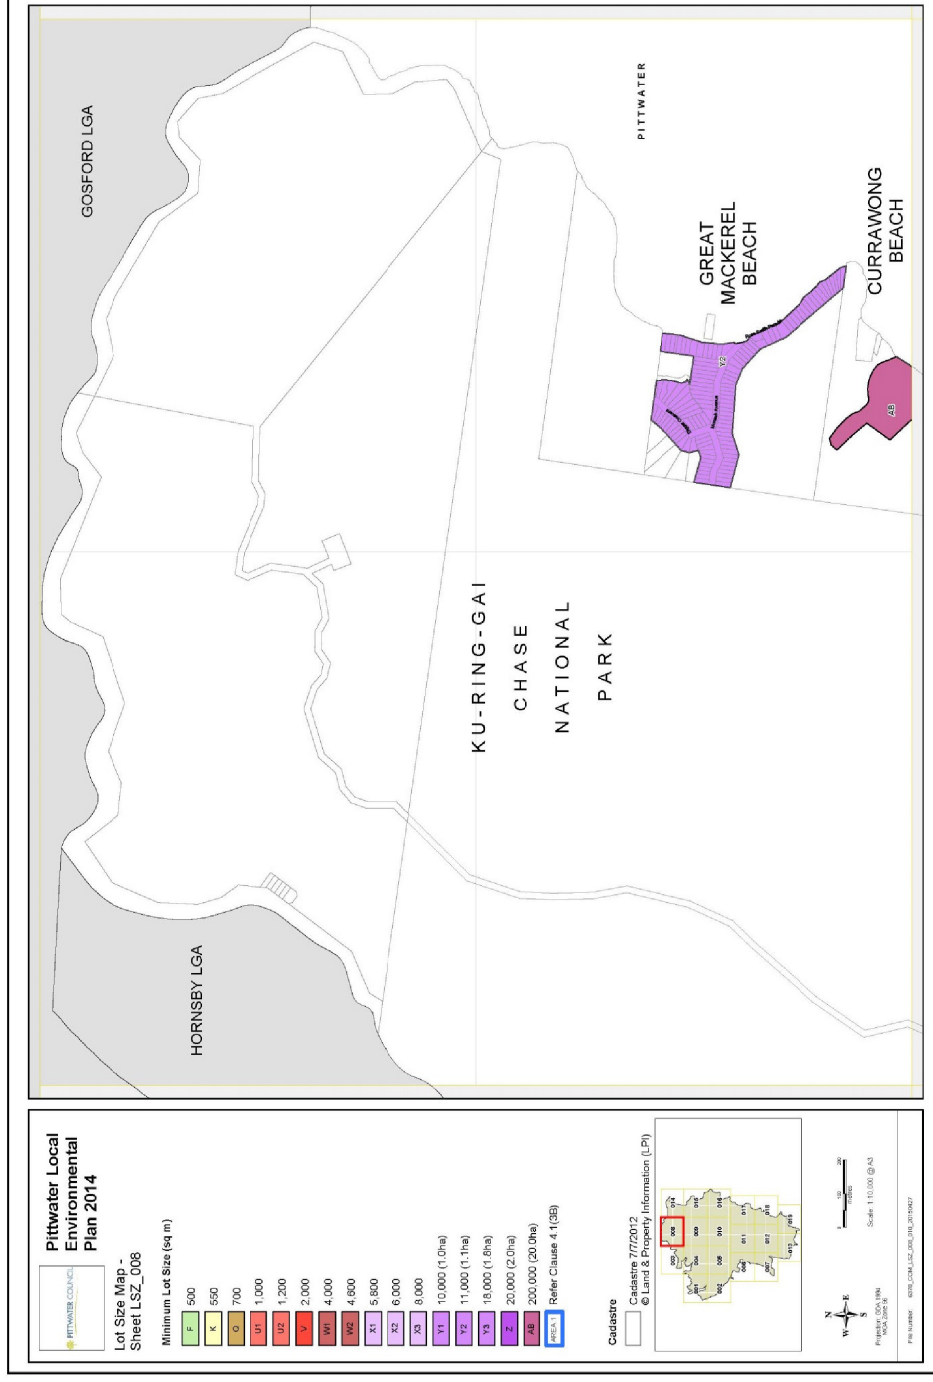 PITTWATER COUNCIL
Pittwater Local
Environmental
Plan 2014
Lot Size Map -
Sheet LSZ_008
Minimum Lot Size (sq m)
F 500
K 550
Q 700
U1 1,000
U2 1,200
V 2,000
W1 4,000
W2 4,600
X1 5,800
X2 6,000
X3 8,000
Y1 10,000 (1.0ha)
Y2 11,000 (1.1ha)
Y3 18,000 (1.8ha)
Z 20,000 (2.0ha)
AB 200,000 (20.0ha)
AREA 1 Refer Clause 4.1(3B)
Cadastre
Cadastre 7/7/2012
© Land & Property Information (LPI)
N
W E
S
metres
Scale: 1:10,000 @ A3
File Number
HORNSBY LGA
GOSFORD LGA
PITTWATER
KU-RING-GAI
CHASE
NATIONAL
PARK
GREAT
MACKEREL
BEACH
Y2
CURRAWONG
BEACH
AB